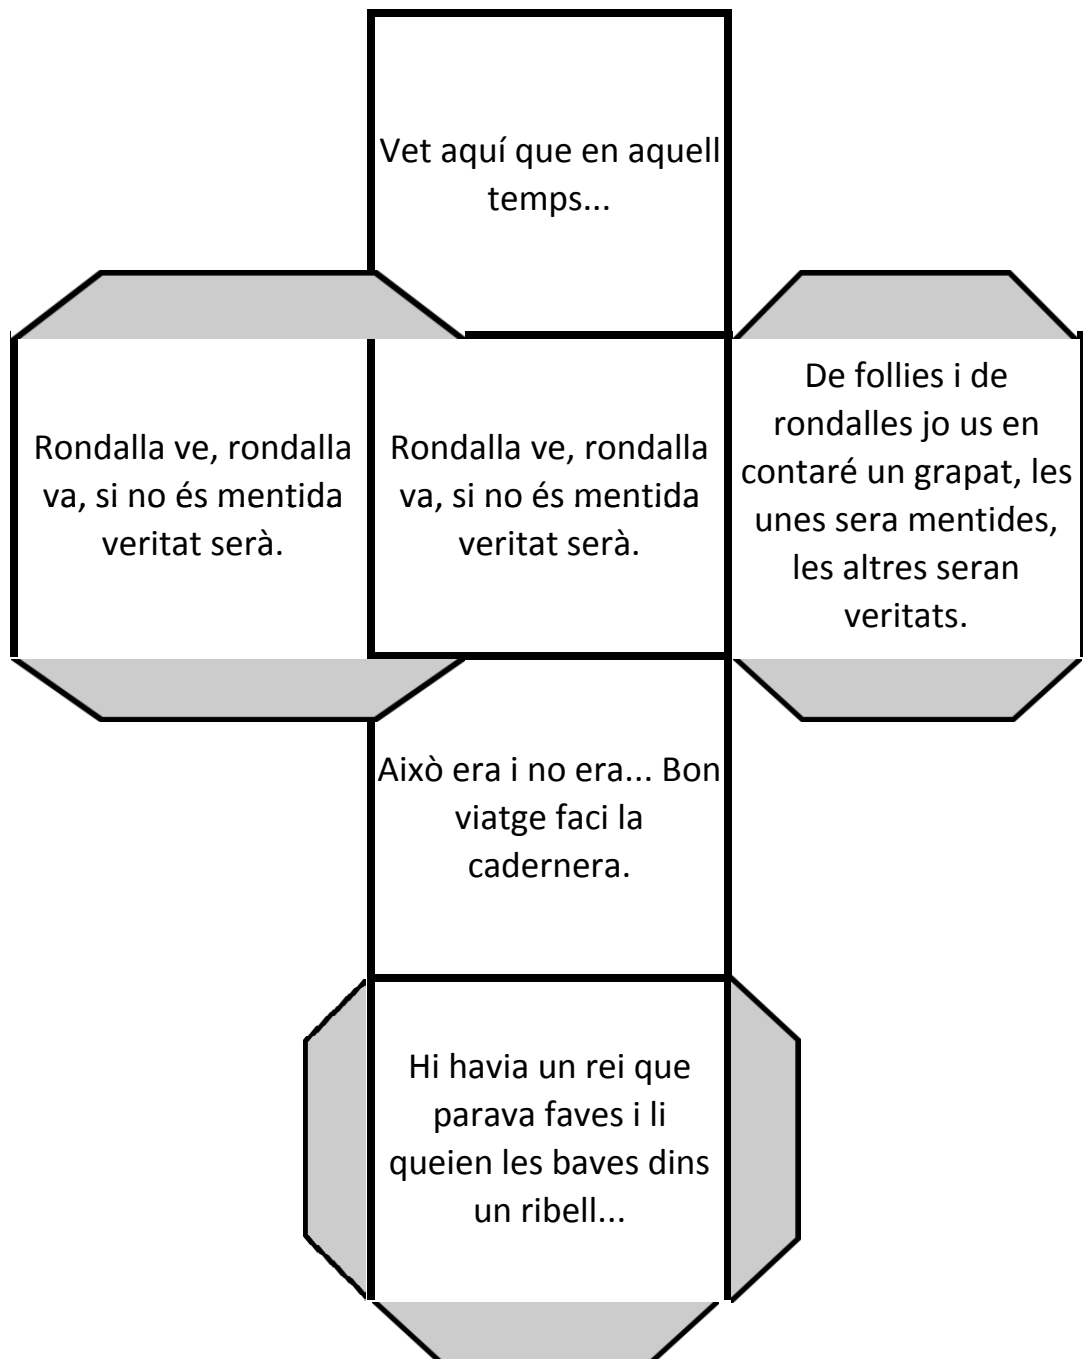 Vet aquí que en aquell
temps...
Rondalla ve, rondalla
va, si no és mentida
veritat serà.
Rondalla ve, rondalla
va, si no és mentida
veritat serà.
De follies i de
rondalles jo us en
contaré un grapat, les
unes sera mentides,
les altres seran
veritats.
Això era i no era... Bon
viatge faci la
cadernera.
Hi havia un rei que
parava faves i li
queien les baves dins
un ribell...